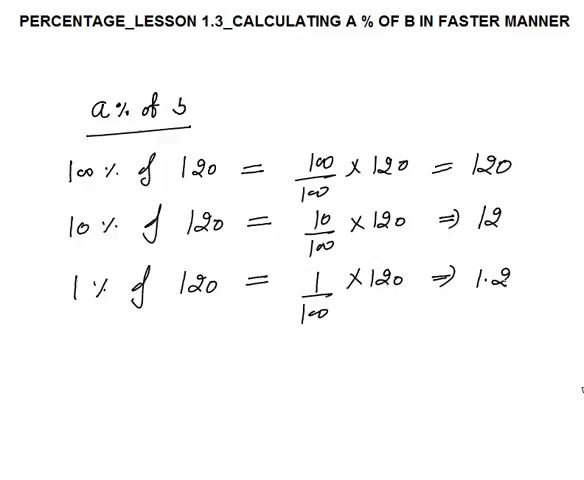 PERCENTAGE_LESSON 1.3_CALCULATING A % OF B IN FASTER MANNER
a% of b
100 % of 120 = 100/100 × 120 = 120
10 % of 120 = 10/100 × 120 ⇒ 12
1 % of 120 = 1/100 × 120 ⇒ 1.2